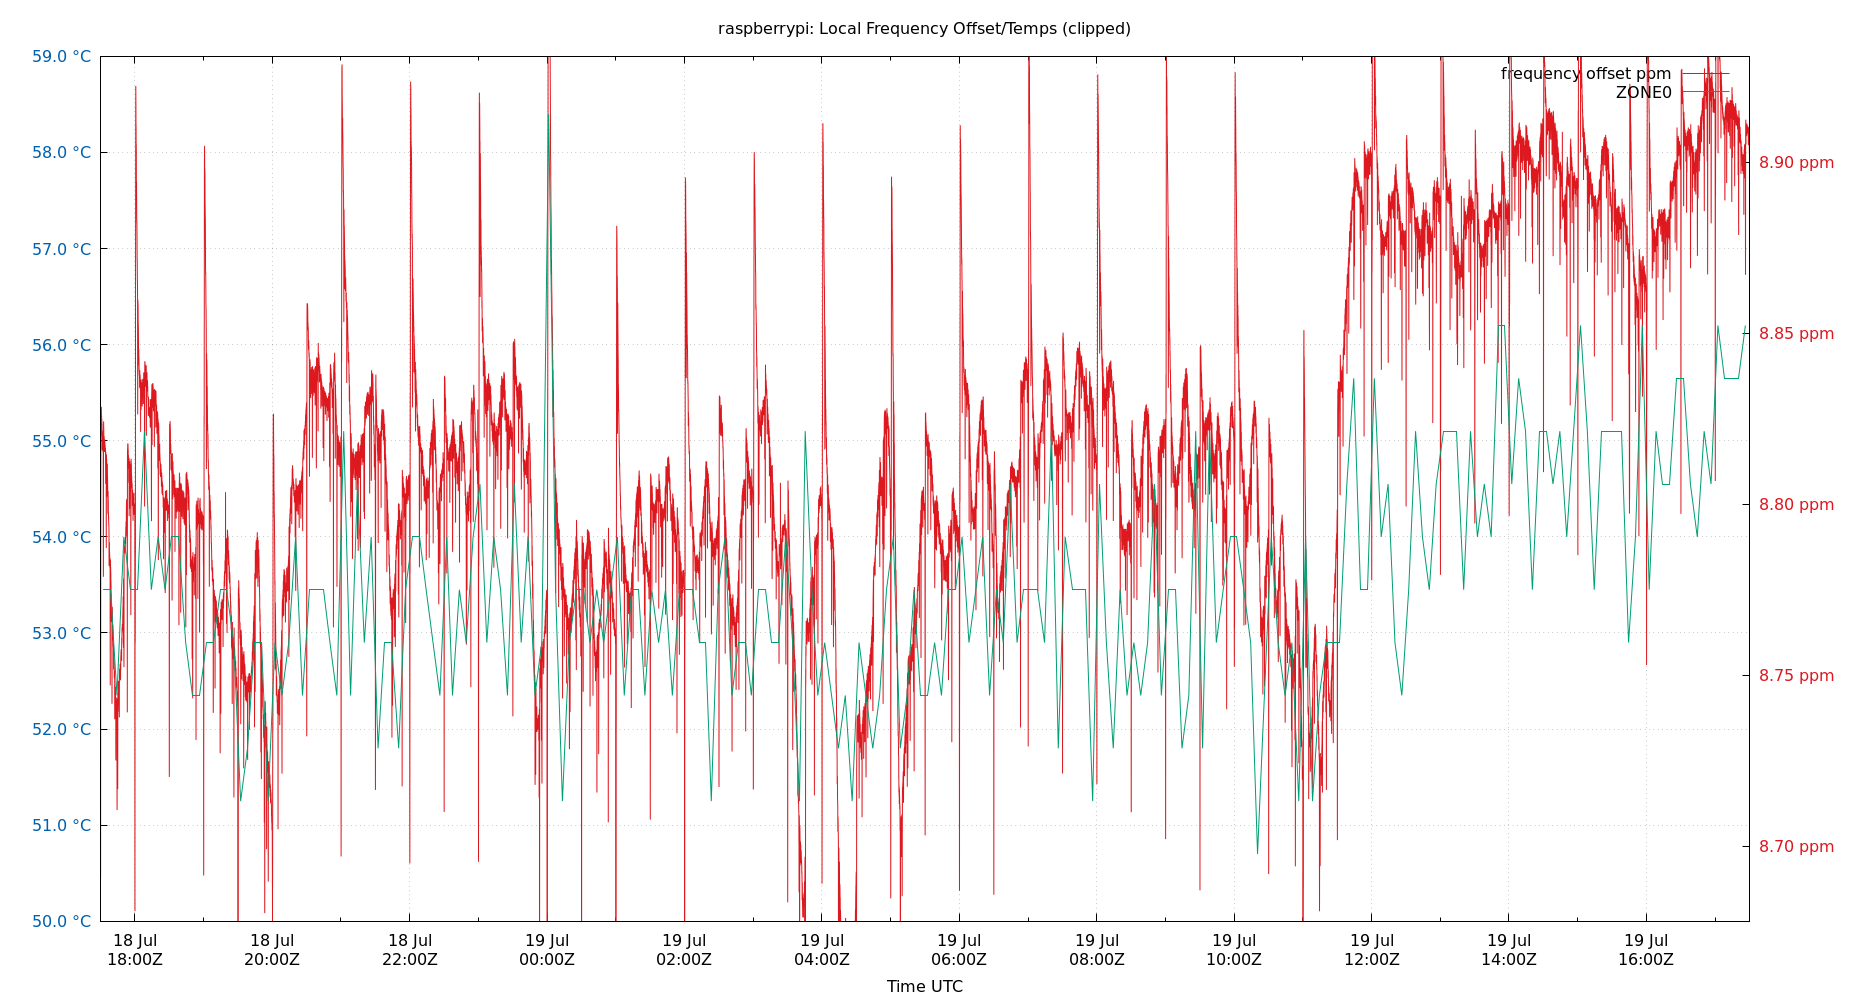 raspberrypi: Local Frequency Offset/Temps (clipped)
59.0 °C
58.0 °C
57.0 °C
56.0 °C
55.0 °C
54.0 °C
53.0 °C
52.0 °C
51.0 °C
50.0 °C
frequency offset ppm
ZONE0
8.90 ppm
8.85 ppm
8.80 ppm
8.75 ppm
8.70 ppm
18 Jul 18 Jul 18 Jul 19 Jul 19 Jul 19 Jul 19 Jul 19 Jul 19 Jul 19 Jul 19 Jul 19 Jul
18:00Z 20:00Z 22:00Z 00:00Z 02:00Z 04:00Z 06:00Z 08:00Z 10:00Z 12:00Z 14:00Z 16:00Z
Time UTC